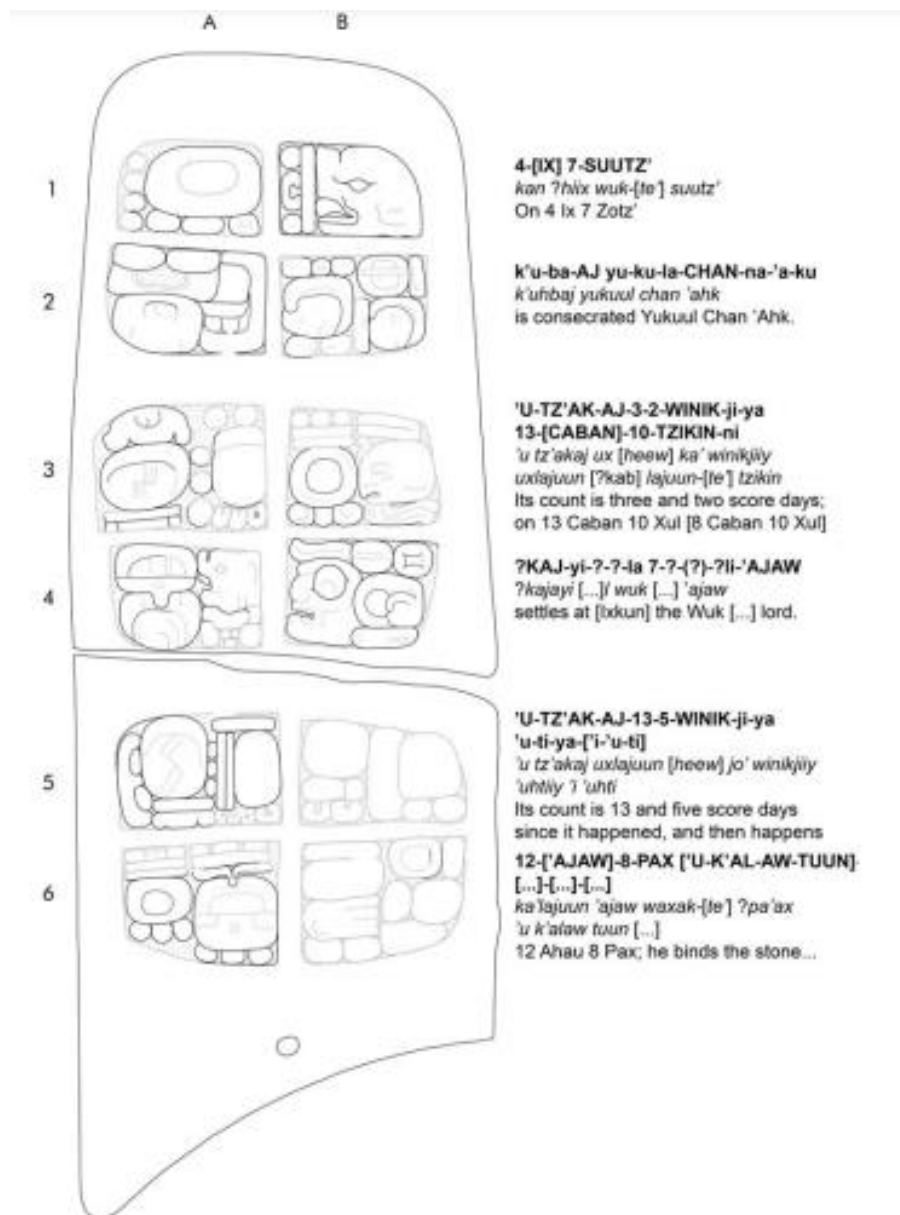 A B
1
4-[IX] 7-SUUTZ'
kan ?hiix wuk-[te'] suutz'
On 4 Ix 7 Zotz'
2
k'u-ba-AJ yu-ku-la-CHAN-na-'a-ku
k'uhbaj yukuul chan 'ahk
is consecrated Yukuul Chan 'Ahk.
3
'U-TZ'AK-AJ-3-2-WINIK-ji-ya
13-[CABAN]-10-TZIKIN-ni
'u tz'akaj ux [heew] ka' winikjiiy
uxlajuun [?kab] lajuun-[te'] tzikin
Its count is three and two score days;
on 13 Caban 10 Xul [8 Caban 10 Xul]
4
?KAJ-yi-?-?-la 7-?-(?)-?li-'AJAW
?kajayi [...]l wuk [...] 'ajaw
settles at [Ixkun] the Wuk [...] lord.
5
'U-TZ'AK-AJ-13-5-WINIK-ji-ya
'u-ti-ya-['i-'u-ti]
'u tz'akaj uxlajuun [heew] jo' winikjiiy
'uhtiiy 'i 'uhti
Its count is 13 and five score days
since it happened, and then happens
6
12-['AJAW]-8-PAX ['U-K'AL-AW-TUUN]
[...]-[...]-[...]
ka'lajuun 'ajaw waxak-[te'] ?pa'ax
'u k'alaw tuun [...]
12 Ahau 8 Pax; he binds the stone...